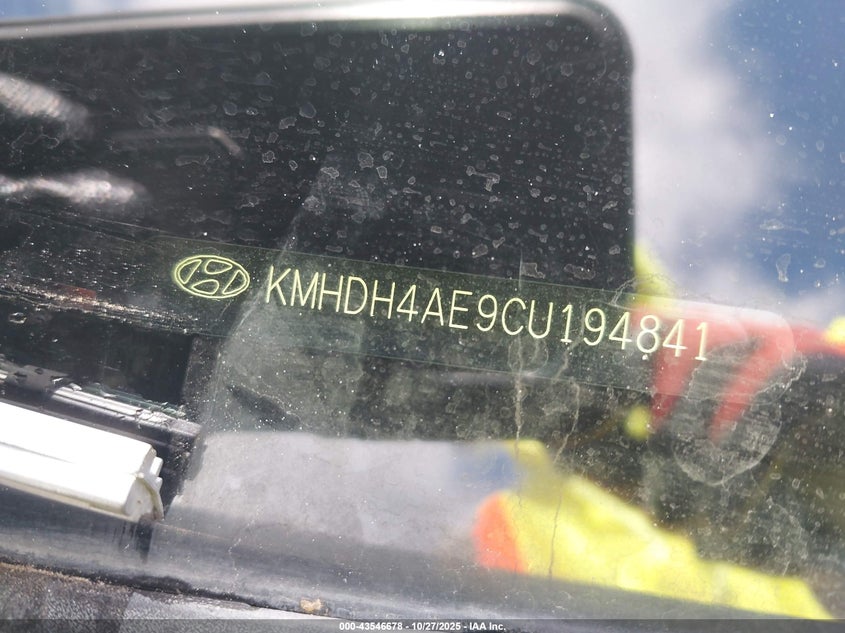 KMHDH4AE9CU194841
000-43546678 - 10/27/2025 - IAA Inc.